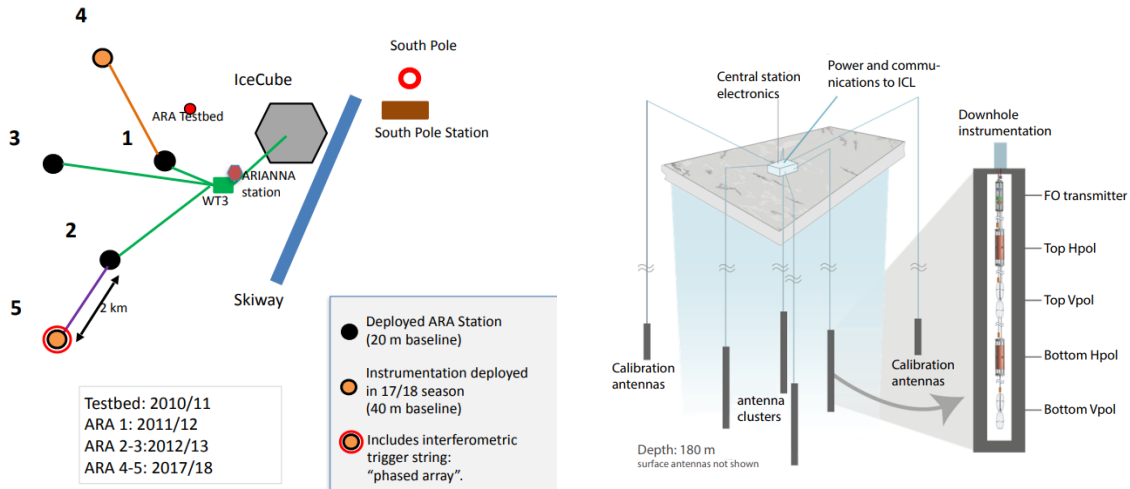 4
South Pole
IceCube
ARA Testbed
South Pole Station
3
1
ARIANNA
station
WT3
2
Skiway
5
2 km
Deployed ARA Station
(20 m baseline)
Instrumentation deployed
in 17/18 season
(40 m baseline)
Includes interferometric
trigger string:
“phased array”.
Testbed: 2010/11
ARA 1: 2011/12
ARA 2-3:2012/13
ARA 4-5: 2017/18
Central station
electronics
Power and commu-
nications to ICL
Downhole
instrumentation
FO transmitter
Top Hpol
Top Vpol
Bottom Hpol
Bottom Vpol
Calibration
antennas
Calibration
antennas
antenna
clusters
Depth: 180 m
surface antennas not shown